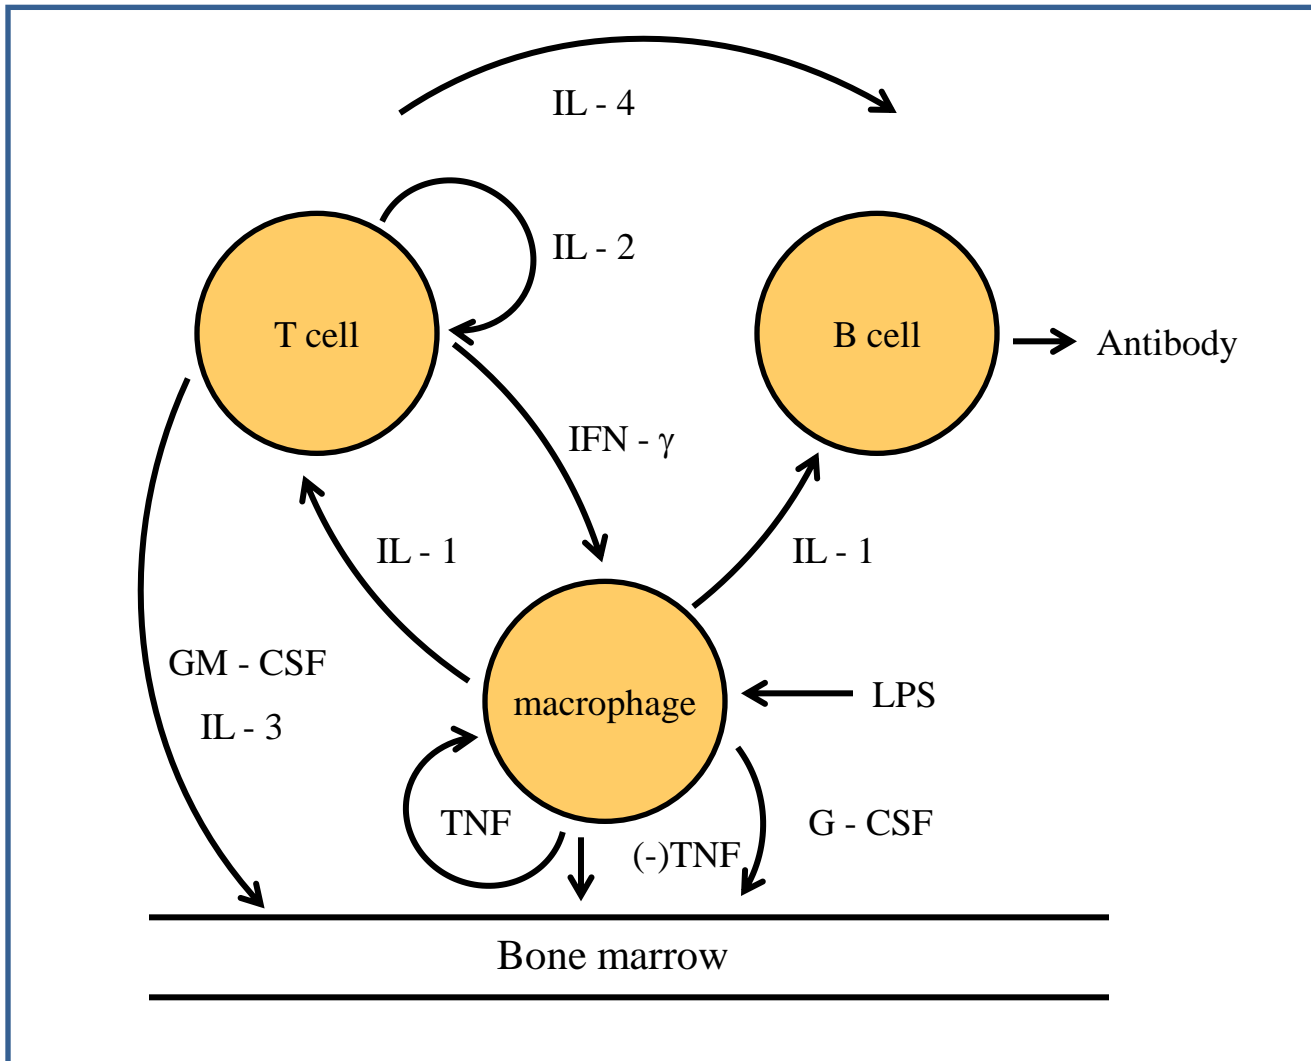 IL - 4
IL - 2
T cell
B cell
Antibody
IFN - γ
IL - 1
IL - 1
GM - CSF
IL - 3
macrophage
LPS
TNF
(-)TNF
G - CSF
Bone marrow